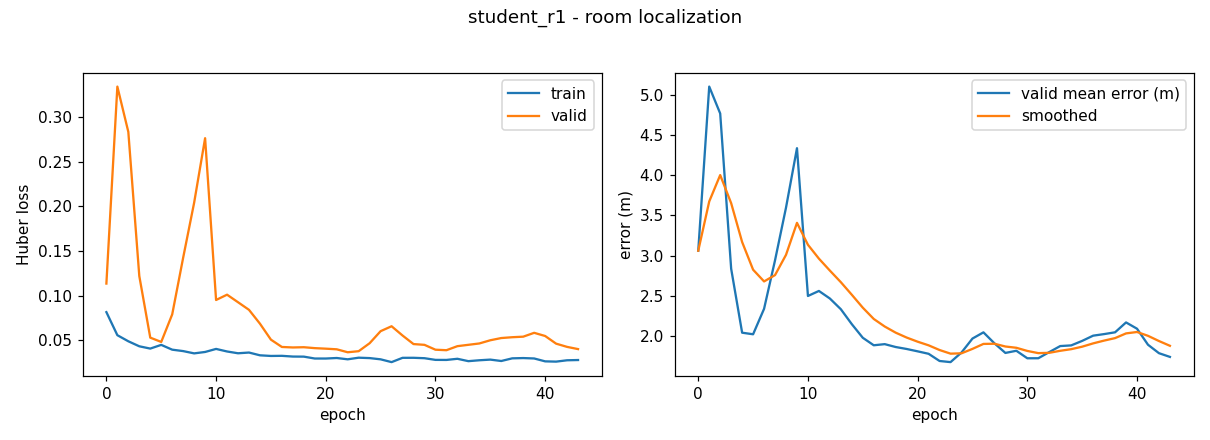 student_r1 - room localization
Huber loss
0.30
0.25
0.20
0.15
0.10
0.05
0 10 20 30 40
epoch
train
valid
error (m)
5.0
4.5
4.0
3.5
3.0
2.5
2.0
0 10 20 30 40
epoch
valid mean error (m)
smoothed